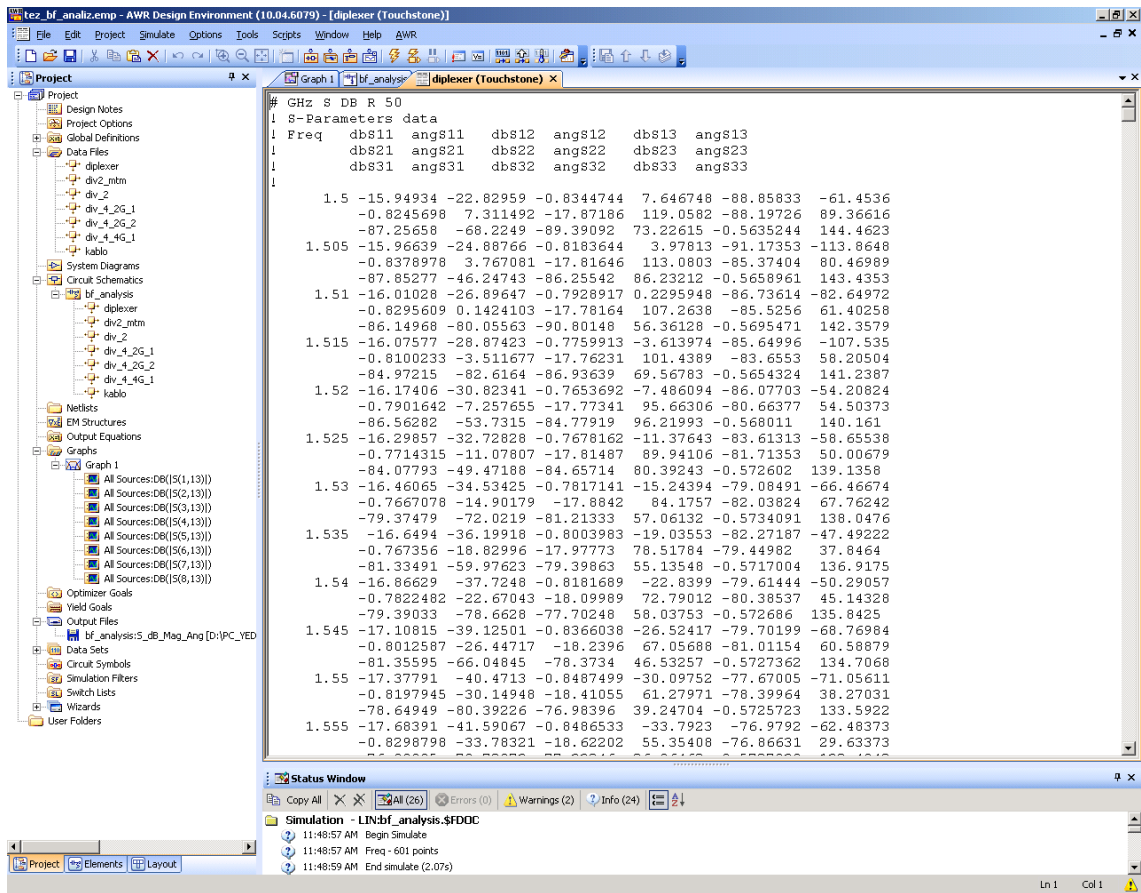 tez_bf_analiz.emp - AWR Design Environment (10.04.6079) - [diplexer (Touchstone)]
File Edit Project Simulate Options Tools Scripts Window Help AWR
Project
Project
Design Notes
Project Options
Global Definitions
Data Files
diplexer
div2_mtm
div_2
div_4_2G_1
div_4_2G_2
div_4_4G_1
kablo
System Diagrams
Circuit Schematics
bf_analysis
diplexer
div2_mtm
div_2
div_4_2G_1
div_4_2G_2
div_4_4G_1
kablo
Netlists
EM Structures
Output Equations
Graphs
Graph 1
All Sources:DB(|S(1,13)|)
All Sources:DB(|S(2,13)|)
All Sources:DB(|S(3,13)|)
All Sources:DB(|S(4,13)|)
All Sources:DB(|S(5,13)|)
All Sources:DB(|S(6,13)|)
All Sources:DB(|S(7,13)|)
All Sources:DB(|S(8,13)|)
Optimizer Goals
Yield Goals
Output Files
bf_analysis:S_dB_Mag_Ang [D:\PC_YED
Data Sets
Circuit Symbols
Simulation Filters
Switch Lists
Wizards
User Folders
Project Elements Layout
Graph 1 bf_analysis diplexer (Touchstone)
# GHz S DB R 50
! S-Parameters data
! Freq dbS11 angS11 dbS12 angS12 dbS13 angS13
! dbS21 angS21 dbS22 angS22 dbS23 angS23
! dbS31 angS31 dbS32 angS32 dbS33 angS33
!
1.5 -15.94934 -22.82959 -0.8344744 7.646748 -88.85833 -61.4536
-0.8245698 7.311492 -17.87186 119.0582 -88.19726 89.36616
-87.25658 -68.2249 -89.39092 73.22615 -0.5635244 144.4623
1.505 -15.96639 -24.88766 -0.8183644 3.97813 -91.17353 -113.8648
-0.8378978 3.767081 -17.81646 113.0803 -85.37404 80.46989
-87.85277 -46.24743 -86.25542 86.23212 -0.5658961 143.4353
1.51 -16.01028 -26.89647 -0.7928917 0.2295948 -86.73614 -82.64972
-0.8295609 0.1424103 -17.78164 107.2638 -85.5256 61.40258
-86.14968 -80.05563 -90.80148 56.36128 -0.5695471 142.3579
1.515 -16.07577 -28.87423 -0.7759913 -3.613974 -85.64996 -107.535
-0.8100233 -3.511677 -17.76231 101.4389 -83.6553 58.20504
-84.97215 -82.6164 -86.93639 69.56783 -0.5654324 141.2387
1.52 -16.17406 -30.82341 -0.7653692 -7.486094 -86.07703 -54.20824
-0.7901642 -7.257655 -17.77341 95.66306 -80.66377 54.50373
-86.56282 -53.7315 -84.77919 96.21993 -0.568011 140.161
1.525 -16.29857 -32.72828 -0.7678162 -11.37643 -83.61313 -58.65538
-0.7714315 -11.07807 -17.81487 89.94106 -81.71353 50.00679
-84.07793 -49.47188 -84.65714 80.39243 -0.572602 139.1358
1.53 -16.46065 -34.53425 -0.7817141 -15.24394 -79.08491 -66.46674
-0.7667078 -14.90179 -17.8842 84.1757 -82.03824 67.76242
-79.37479 -72.0219 -81.21333 57.06132 -0.5734091 138.0476
1.535 -16.6494 -36.19918 -0.8003983 -19.03553 -82.27187 -47.49222
-0.767356 -18.82996 -17.97773 78.51784 -79.44982 37.8464
-81.33491 -59.97623 -79.39863 55.13548 -0.5717004 136.9175
1.54 -16.86629 -37.7248 -0.8181689 -22.8399 -79.61444 -50.29057
-0.7822482 -22.67043 -18.09989 72.79012 -80.38537 45.14328
-79.39033 -78.6628 -77.70248 58.03753 -0.572686 135.8425
1.545 -17.10815 -39.12501 -0.8366038 -26.52417 -79.70199 -68.76984
-0.8012587 -26.44717 -18.2396 67.05688 -81.01154 60.58879
-81.35595 -66.04845 -78.3734 46.53257 -0.5727362 134.7068
1.55 -17.37791 -40.4713 -0.8487499 -30.09752 -77.67005 -71.05611
-0.8197945 -30.14948 -18.41055 61.27971 -78.39964 38.27031
-78.64949 -80.39226 -76.98396 39.24704 -0.5725723 133.5922
1.555 -17.68391 -41.59067 -0.8486533 -33.7923 -76.9792 -62.48373
-0.8298798 -33.78321 -18.62202 55.35408 -76.86631 29.63373
Status Window
Copy All All (26) Errors (0) Warnings (2) Info (24)
Simulation - LIN:bf_analysis.$FDOC
11:48:57 AM Begin Simulate
11:48:57 AM Freq - 601 points
11:48:59 AM End simulate (2.07s)
Ln 1 Col 1